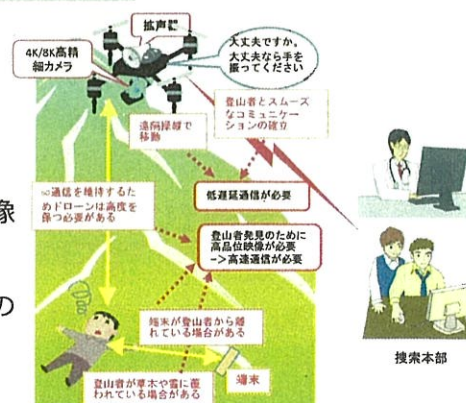 拡声器
4K/8K高精
細カメラ
大丈夫ですか。
大丈夫なら手を
振ってください
遠隔操縦で
移動
登山者とスムーズ
なコミュニケー
ションの確立
低遅延通信が必要
通信を維持するた
めドローンは高度を
保つ必要がある
像
登山者発見のために
高品位映像が必要
->高速通信が必要
の
端末が登山者から離
れている場合がある
登山者が草木や雪に覆
われている場合がある
端末
捜索本部